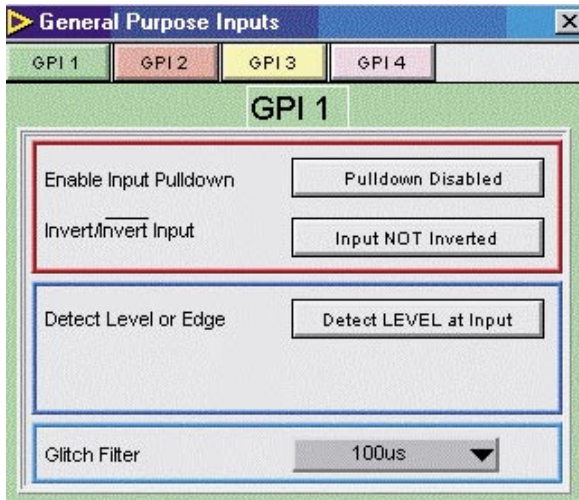 General Purpose Inputs
GPI 1 GPI 2 GPI 3 GPI 4
GPI 1
Enable Input Pulldown Pulldown Disabled
Invert/Invert Input Input NOT Inverted
Detect Level or Edge Detect LEVEL at Input
Glitch Filter 100us